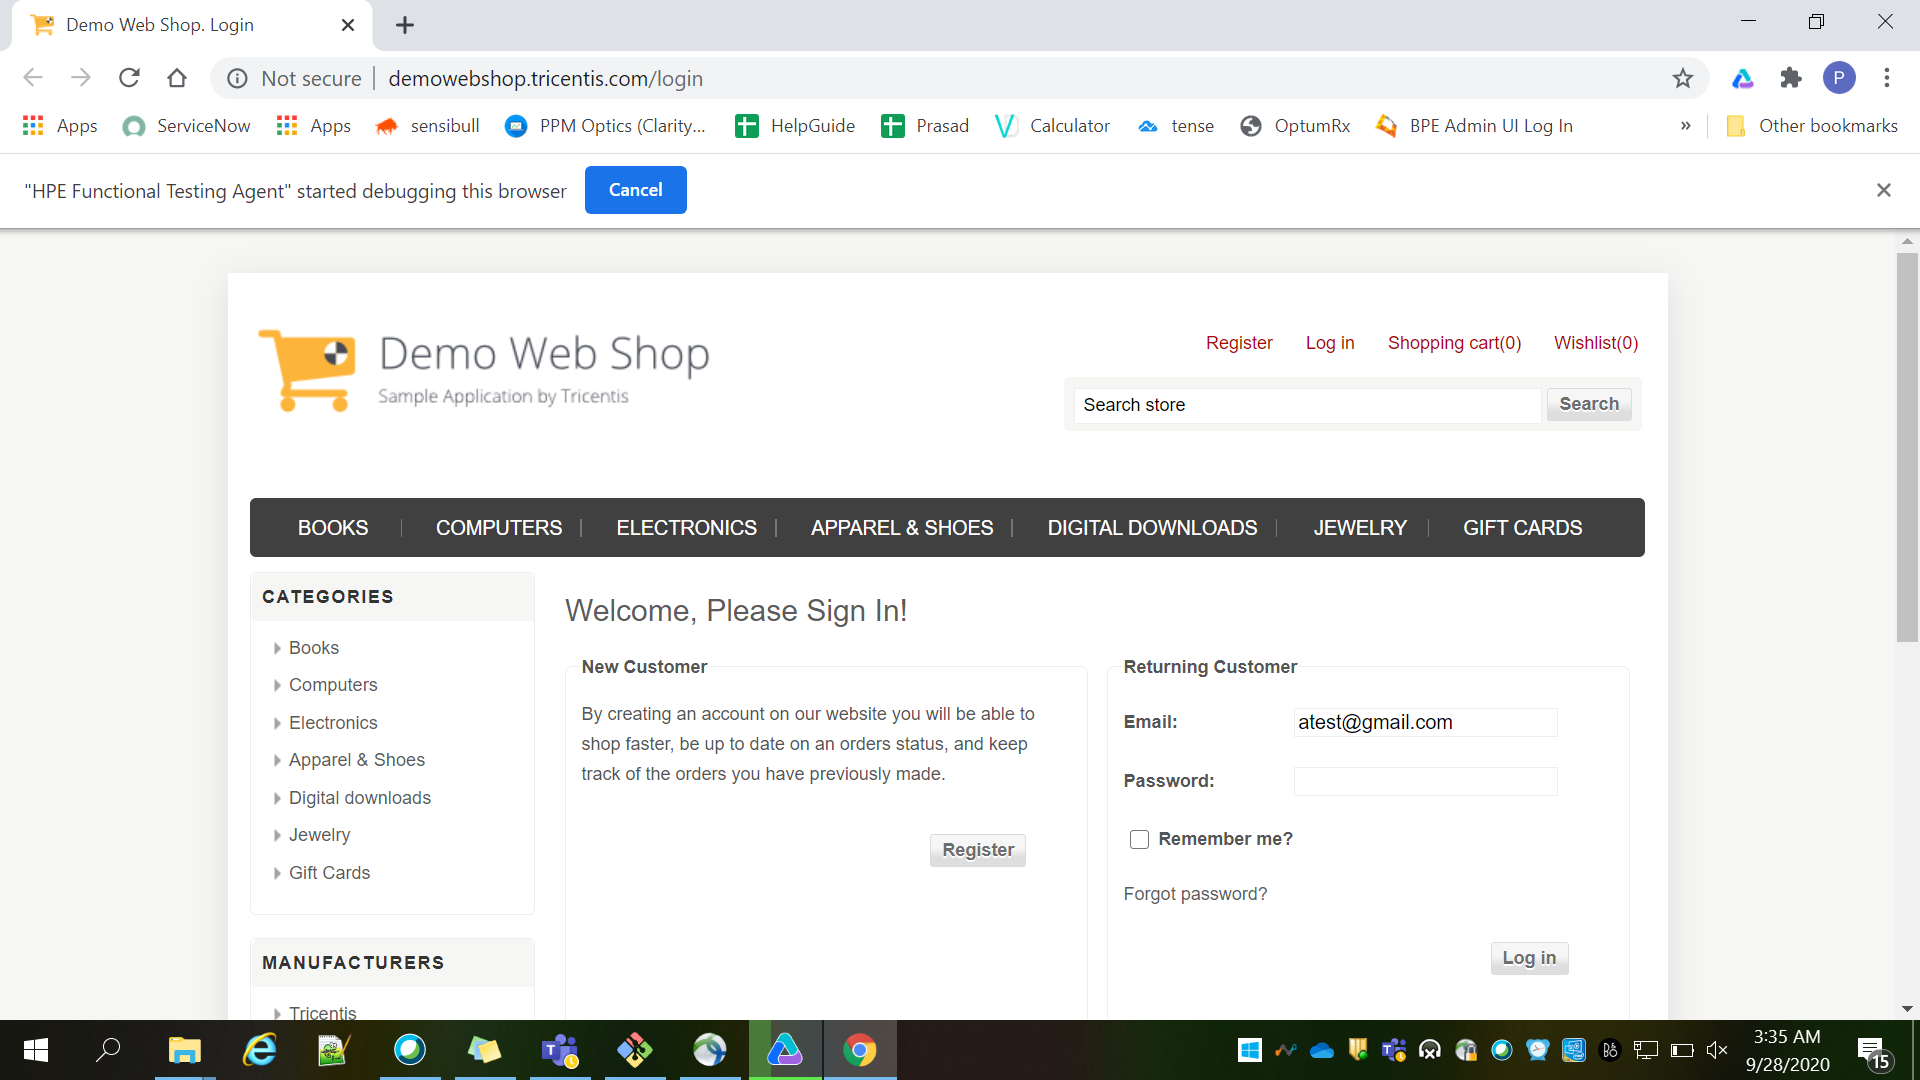 Demo Web Shop. Login
Not secure
demowebshop.tricentis.com/login
P
Apps
ServiceNow
Apps
sensibull
PPM Optics (Clarity...
HelpGuide
Prasad
Calculator
tense
OptumRx
BPE Admin UI Log In
»
Other bookmarks
"HPE Functional Testing Agent" started debugging this browser
Cancel
Demo Web Shop
Sample Application by Tricentis
Register
Log in
Shopping cart(0)
Wishlist(0)
Search store
Search
BOOKS
COMPUTERS
ELECTRONICS
APPAREL & SHOES
DIGITAL DOWNLOADS
JEWELRY
GIFT CARDS
CATEGORIES
Books
Computers
Electronics
Apparel & Shoes
Digital downloads
Jewelry
Gift Cards
MANUFACTURERS
Tricentis
Welcome, Please Sign In!
New Customer
By creating an account on our website you will be able to
shop faster, be up to date on an orders status, and keep
track of the orders you have previously made.
Register
Returning Customer
Email:
atest@gmail.com
Password:
Remember me?
Forgot password?
Log in
3:35 AM
9/28/2020
15